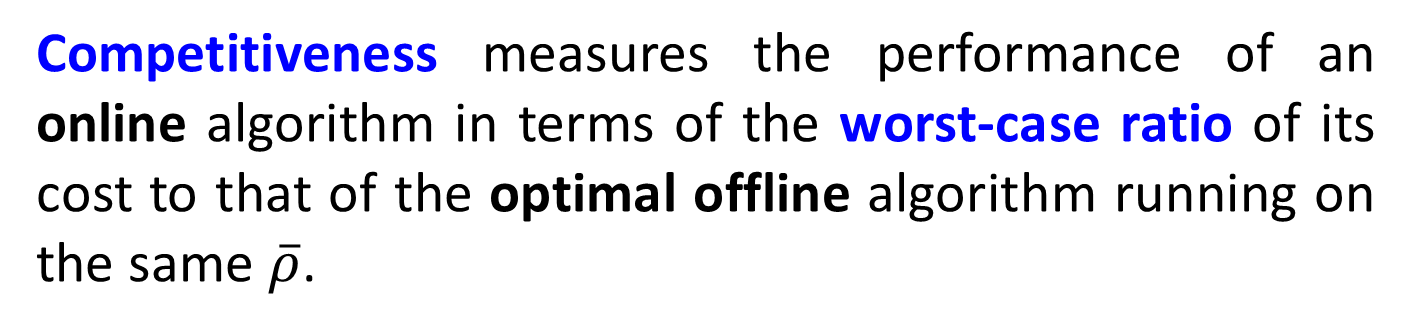 Competitiveness measures the performance of an
online algorithm in terms of the worst-case ratio of its
cost to that of the optimal offline algorithm running on
the same ρ̄.